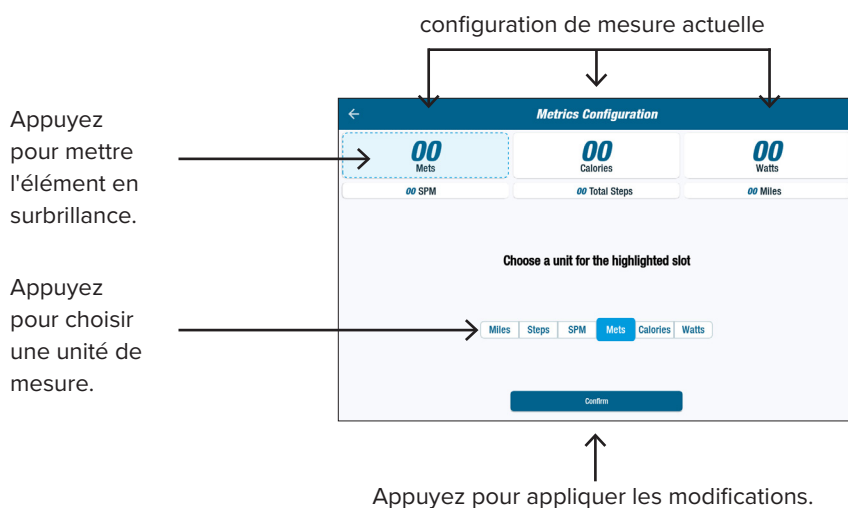 configuration de mesure actuelle
Metrics Configuration
00 00 00
Mets Calories Watts
00 SPM 00 Total Steps 00 Miles
Appuyez
pour mettre
l'élément en
surbrillance.
Choose a unit for the highlighted slot
Appuyez
pour choisir
une unité de
mesure.
Miles Steps SPM Mets Calories Watts
Confirm
Appuyez pour appliquer les modifications.